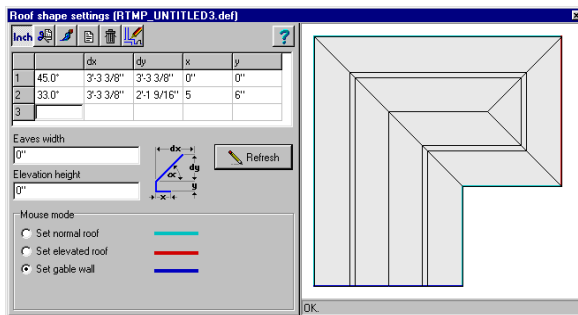 Roof shape settings (RTMP_UNTITLED3.def)
Inch ?
dx dy x y
1 45.0° 3'-3 3/8" 3'-3 3/8" 0" 0"
2 33.0° 3'-3 3/8" 2'-1 9/16" 5 6"
3
Eaves width
0"
Elevation height
0"
dx
dy
α
y
x
Refresh
Mouse mode
Set normal roof
Set elevated roof
Set gable wall
OK.